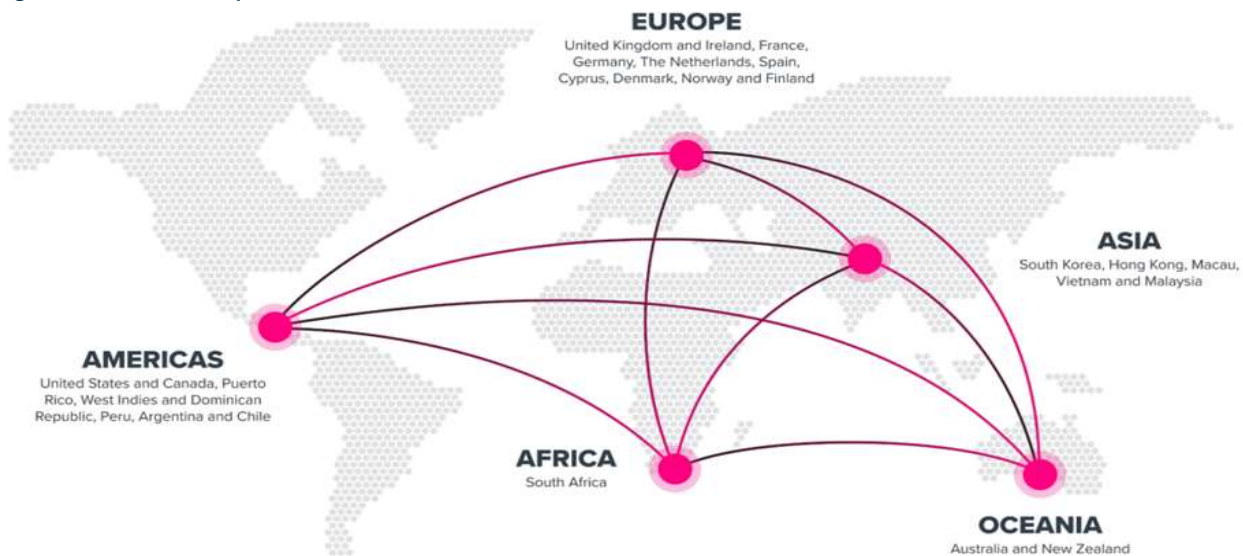 EUROPE
United Kingdom and Ireland, France,
Germany, The Netherlands, Spain,
Cyprus, Denmark, Norway and Finland
ASIA
South Korea, Hong Kong, Macau,
Vietnam and Malaysia
AMERICAS
United States and Canada, Puerto
Rico, West Indies and Dominican
Republic, Peru, Argentina and Chile
AFRICA
South Africa
OCEANIA
Australia and New Zealand